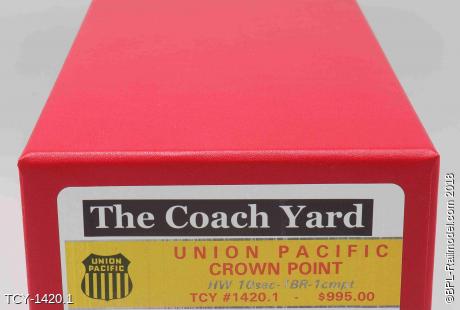 The Coach Yard
UNION PACIFIC
CROWN POINT
HW 10sec-1BR-1cmpt
TCY #1420.1 - $995.00
UNION
PACIFIC
TCY-1420.1
©BPL-Railmodel.com 2018